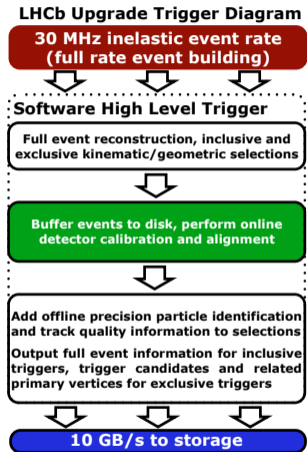 LHCb Upgrade Trigger Diagram
30 MHz inelastic event rate
(full rate event building)
Software High Level Trigger
Full event reconstruction, inclusive and
exclusive kinematic/geometric selections
Buffer events to disk, perform online
detector calibration and alignment
Add offline precision particle identification
and track quality information to selections
Output full event information for inclusive
triggers, trigger candidates and related
primary vertices for exclusive triggers
10 GB/s to storage